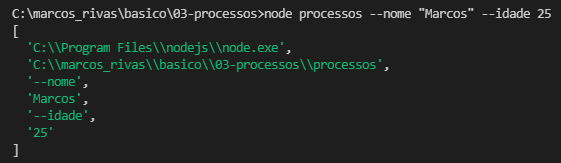 C:\marcos_rivas\basico\03-processos>node processos --nome "Marcos" --idade 25
[
  'C:\\Program Files\\nodejs\\node.exe',
  'C:\\marcos_rivas\\basico\\03-processos\\processos',
  '--nome',
  'Marcos',
  '--idade',
  '25'
]